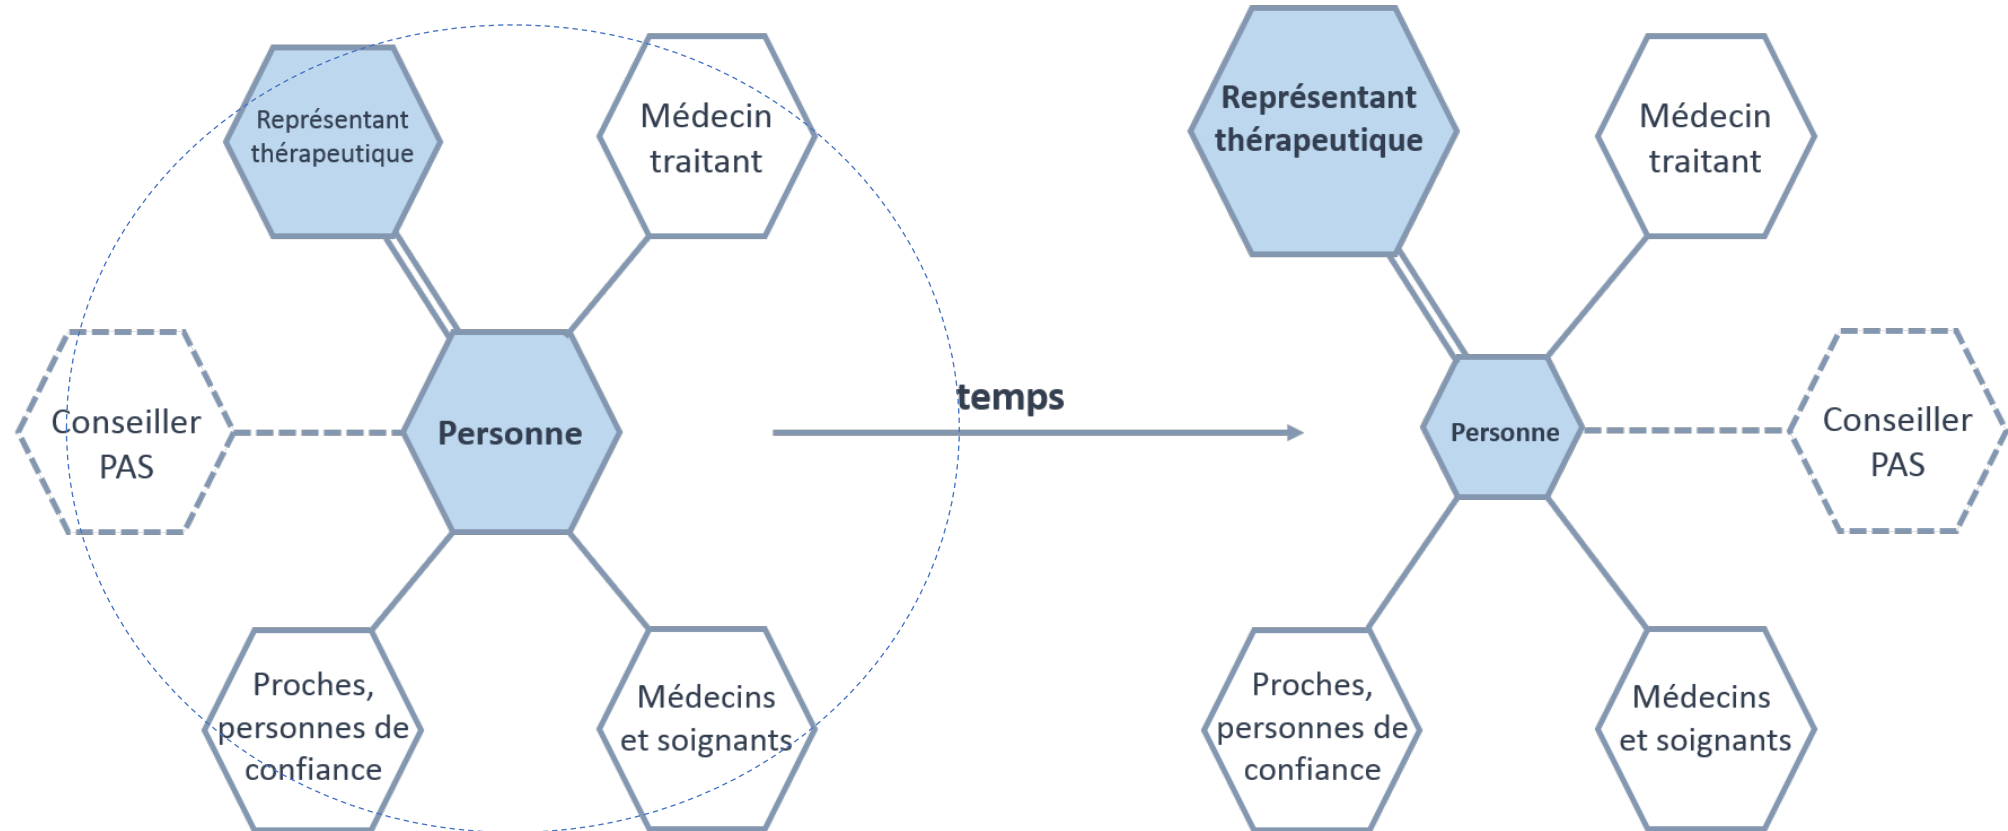 Représentant
thérapeutique
Médecin
traitant
Conseiller
PAS
Personne
Proches,
personnes de
confiance
Médecins
et soignants
temps
Représentant
thérapeutique
Médecin
traitant
Personne
Conseiller
PAS
Proches,
personnes de
confiance
Médecins
et soignants